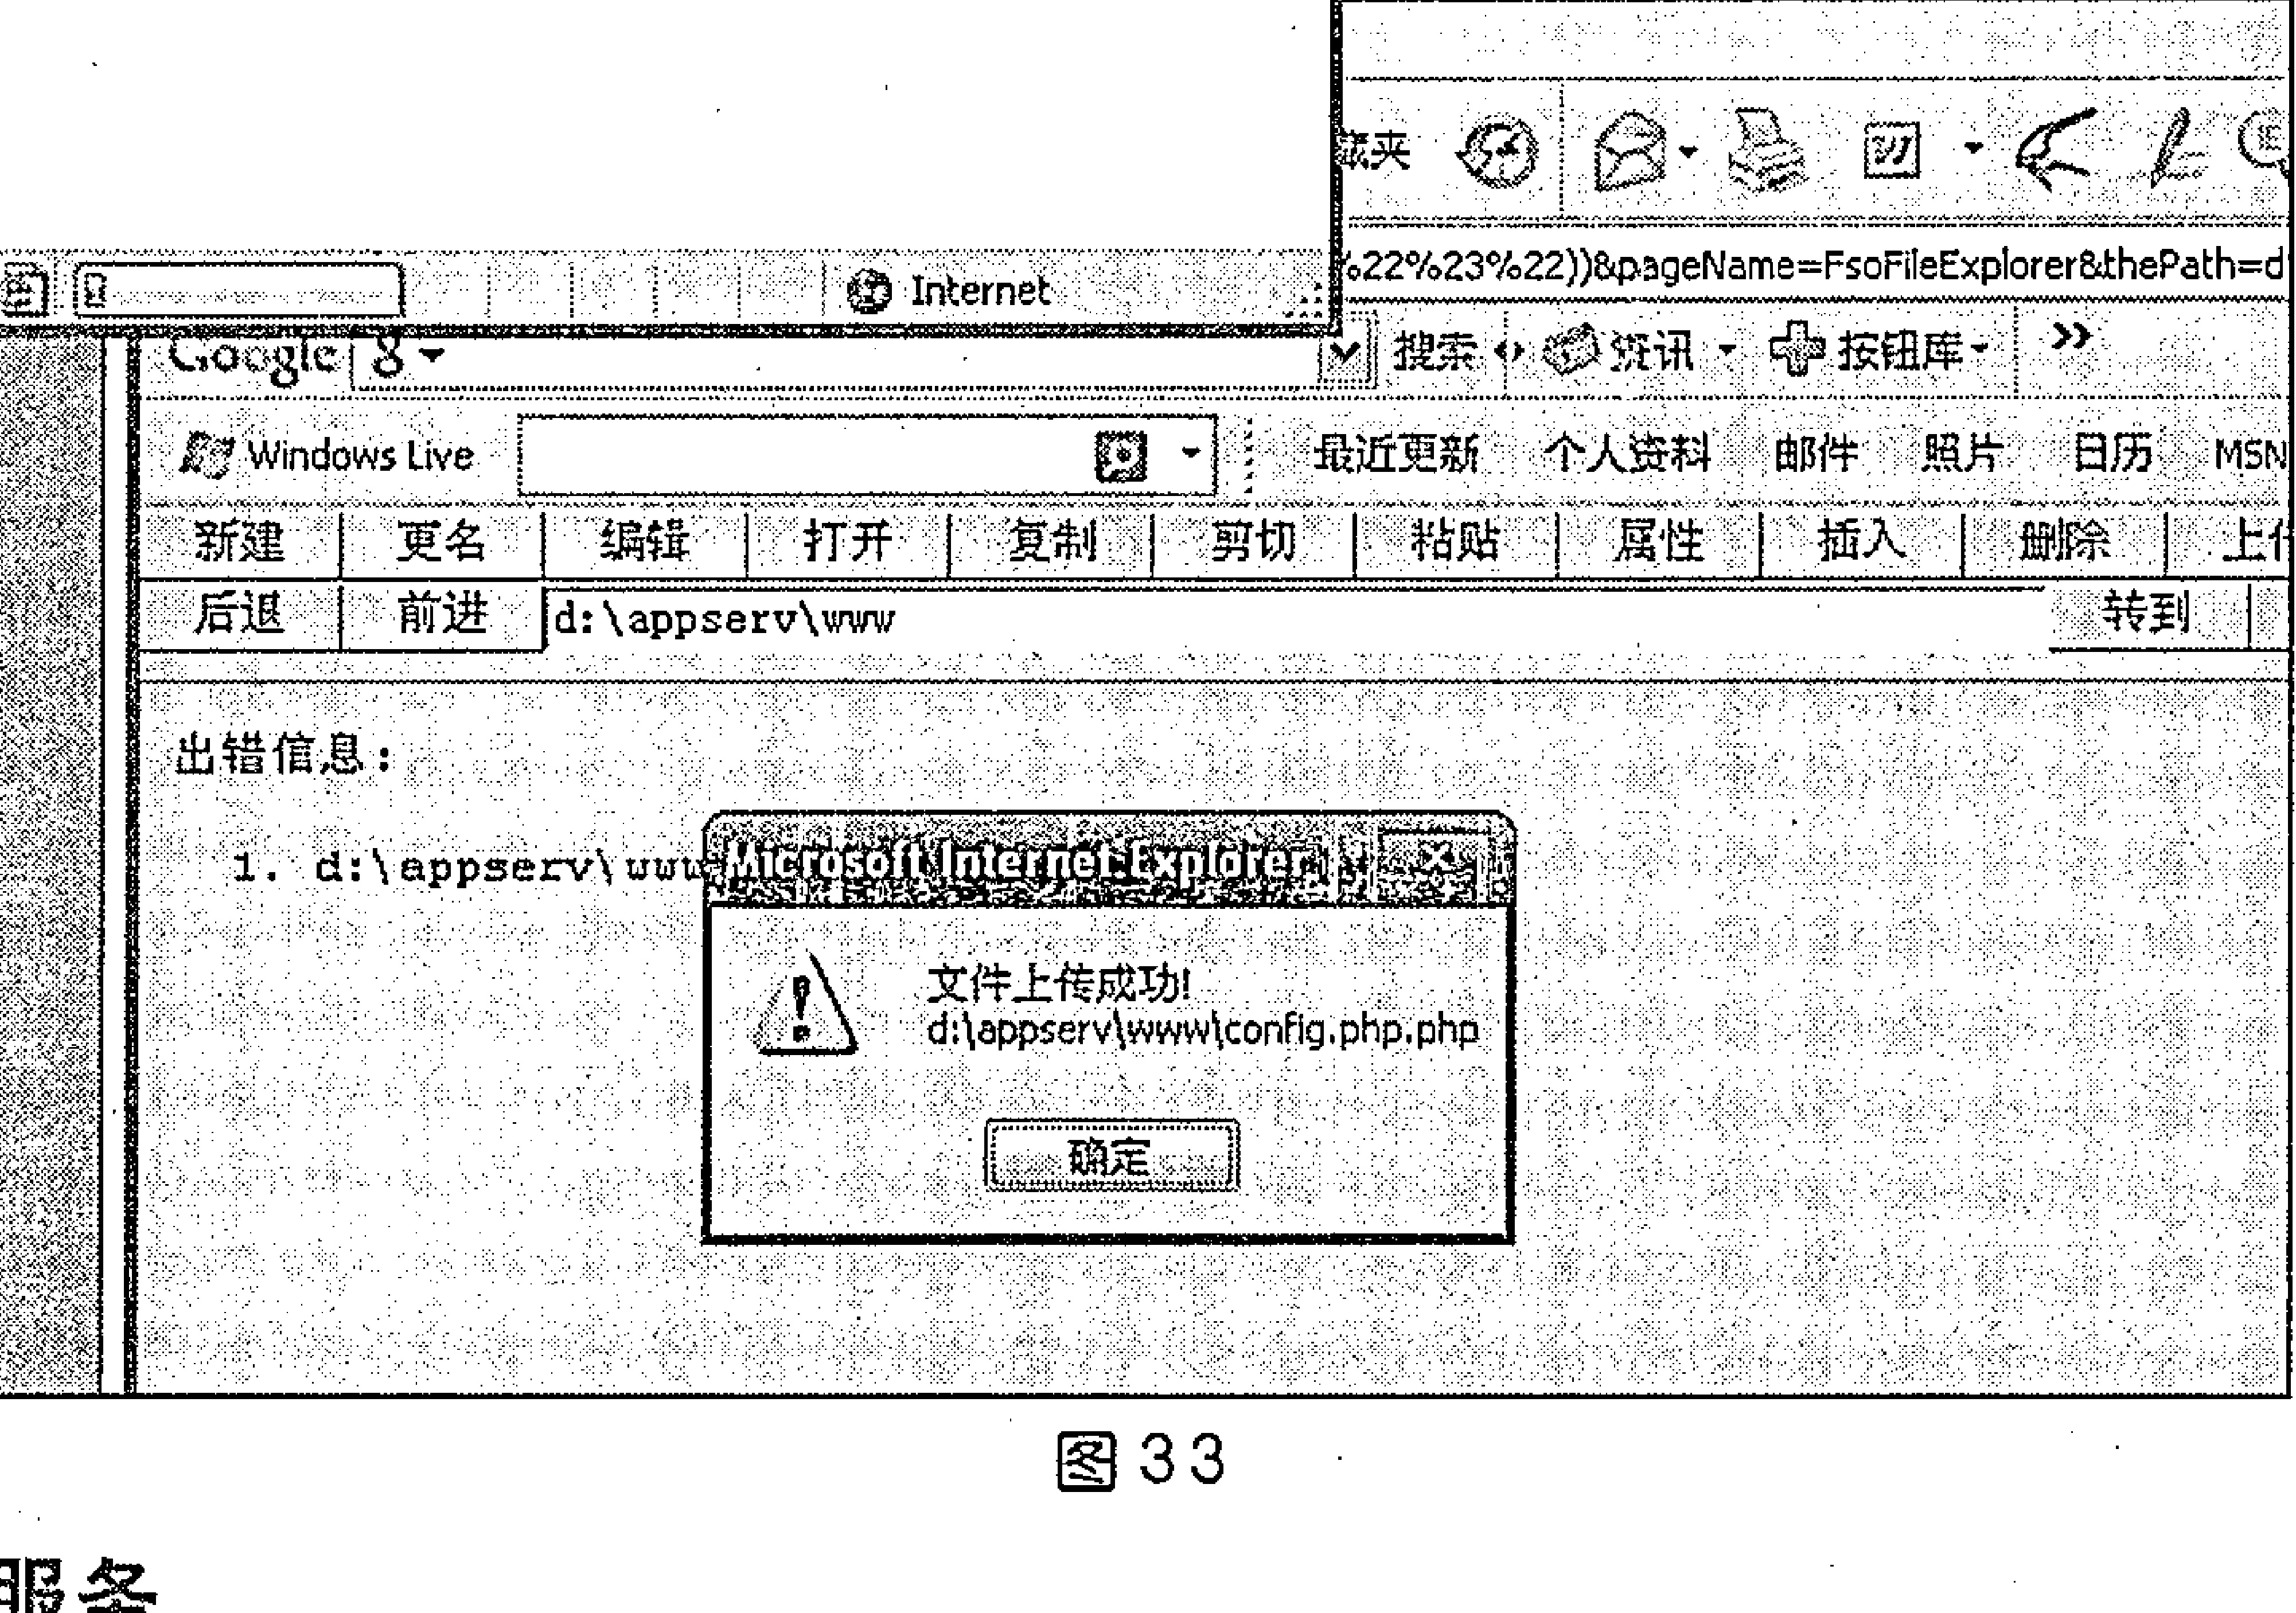 藏夹
%22%23%22))&pageName=FsoFileExplorer&thePath=d
Internet
Google g 搜索 资讯 按钮库 »
Windows Live 最近更新 个人资料 邮件 照片 日历 MSN
新建 更名 编辑 打开 复制 剪切 粘贴 属性 插入 删除 上传
后退 前进 d:\appserv\www 转到
出错信息：
1. d:\appserv\www
Microsoft Internet Explorer
文件上传成功!
d:\appserv\www\config.php.php
确定
图33
服务